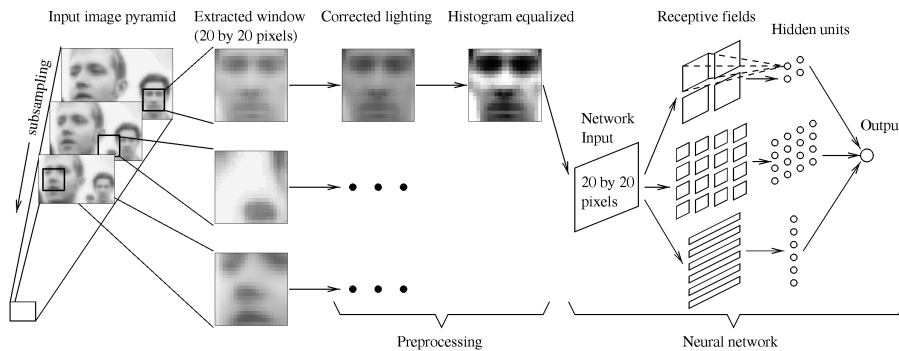 Input image pyramid
Extracted window
(20 by 20 pixels)
Corrected lighting
Histogram equalized
Receptive fields
Hidden units
subsampling
Network
Input
Output
20 by 20
pixels
Preprocessing
Neural network